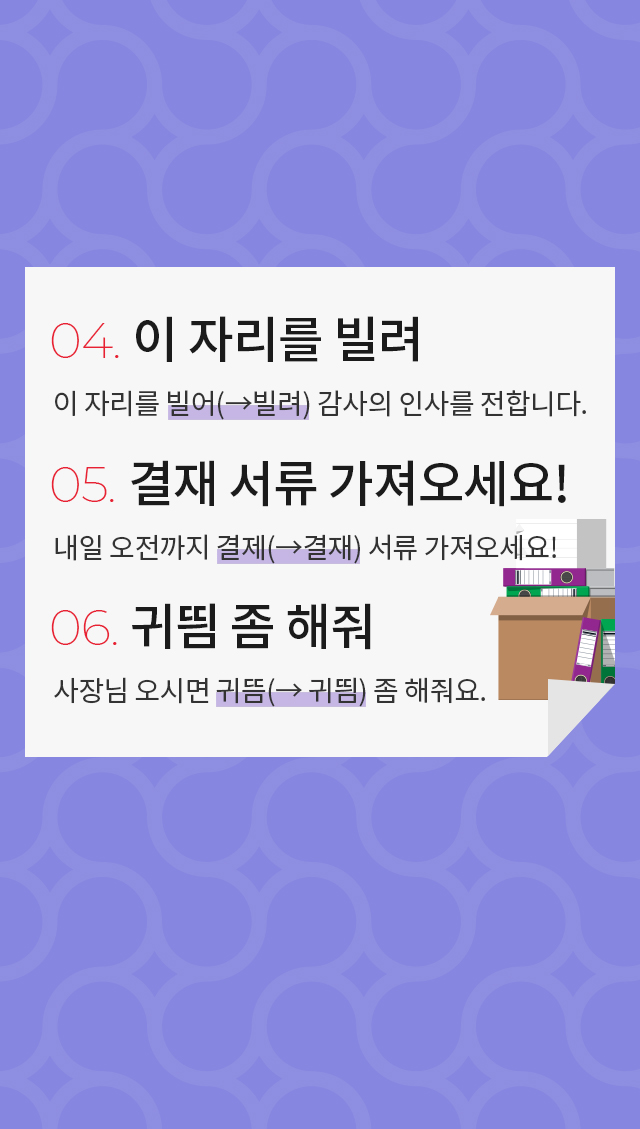 04. 이 자리를 빌려
이 자리를 빌어(→빌려) 감사의 인사를 전합니다.
05. 결재 서류 가져오세요!
내일 오전까지 결제(→결재) 서류 가져오세요!
06. 귀띔 좀 해줘
사장님 오시면 귀뜸(→ 귀띔) 좀 해줘요.